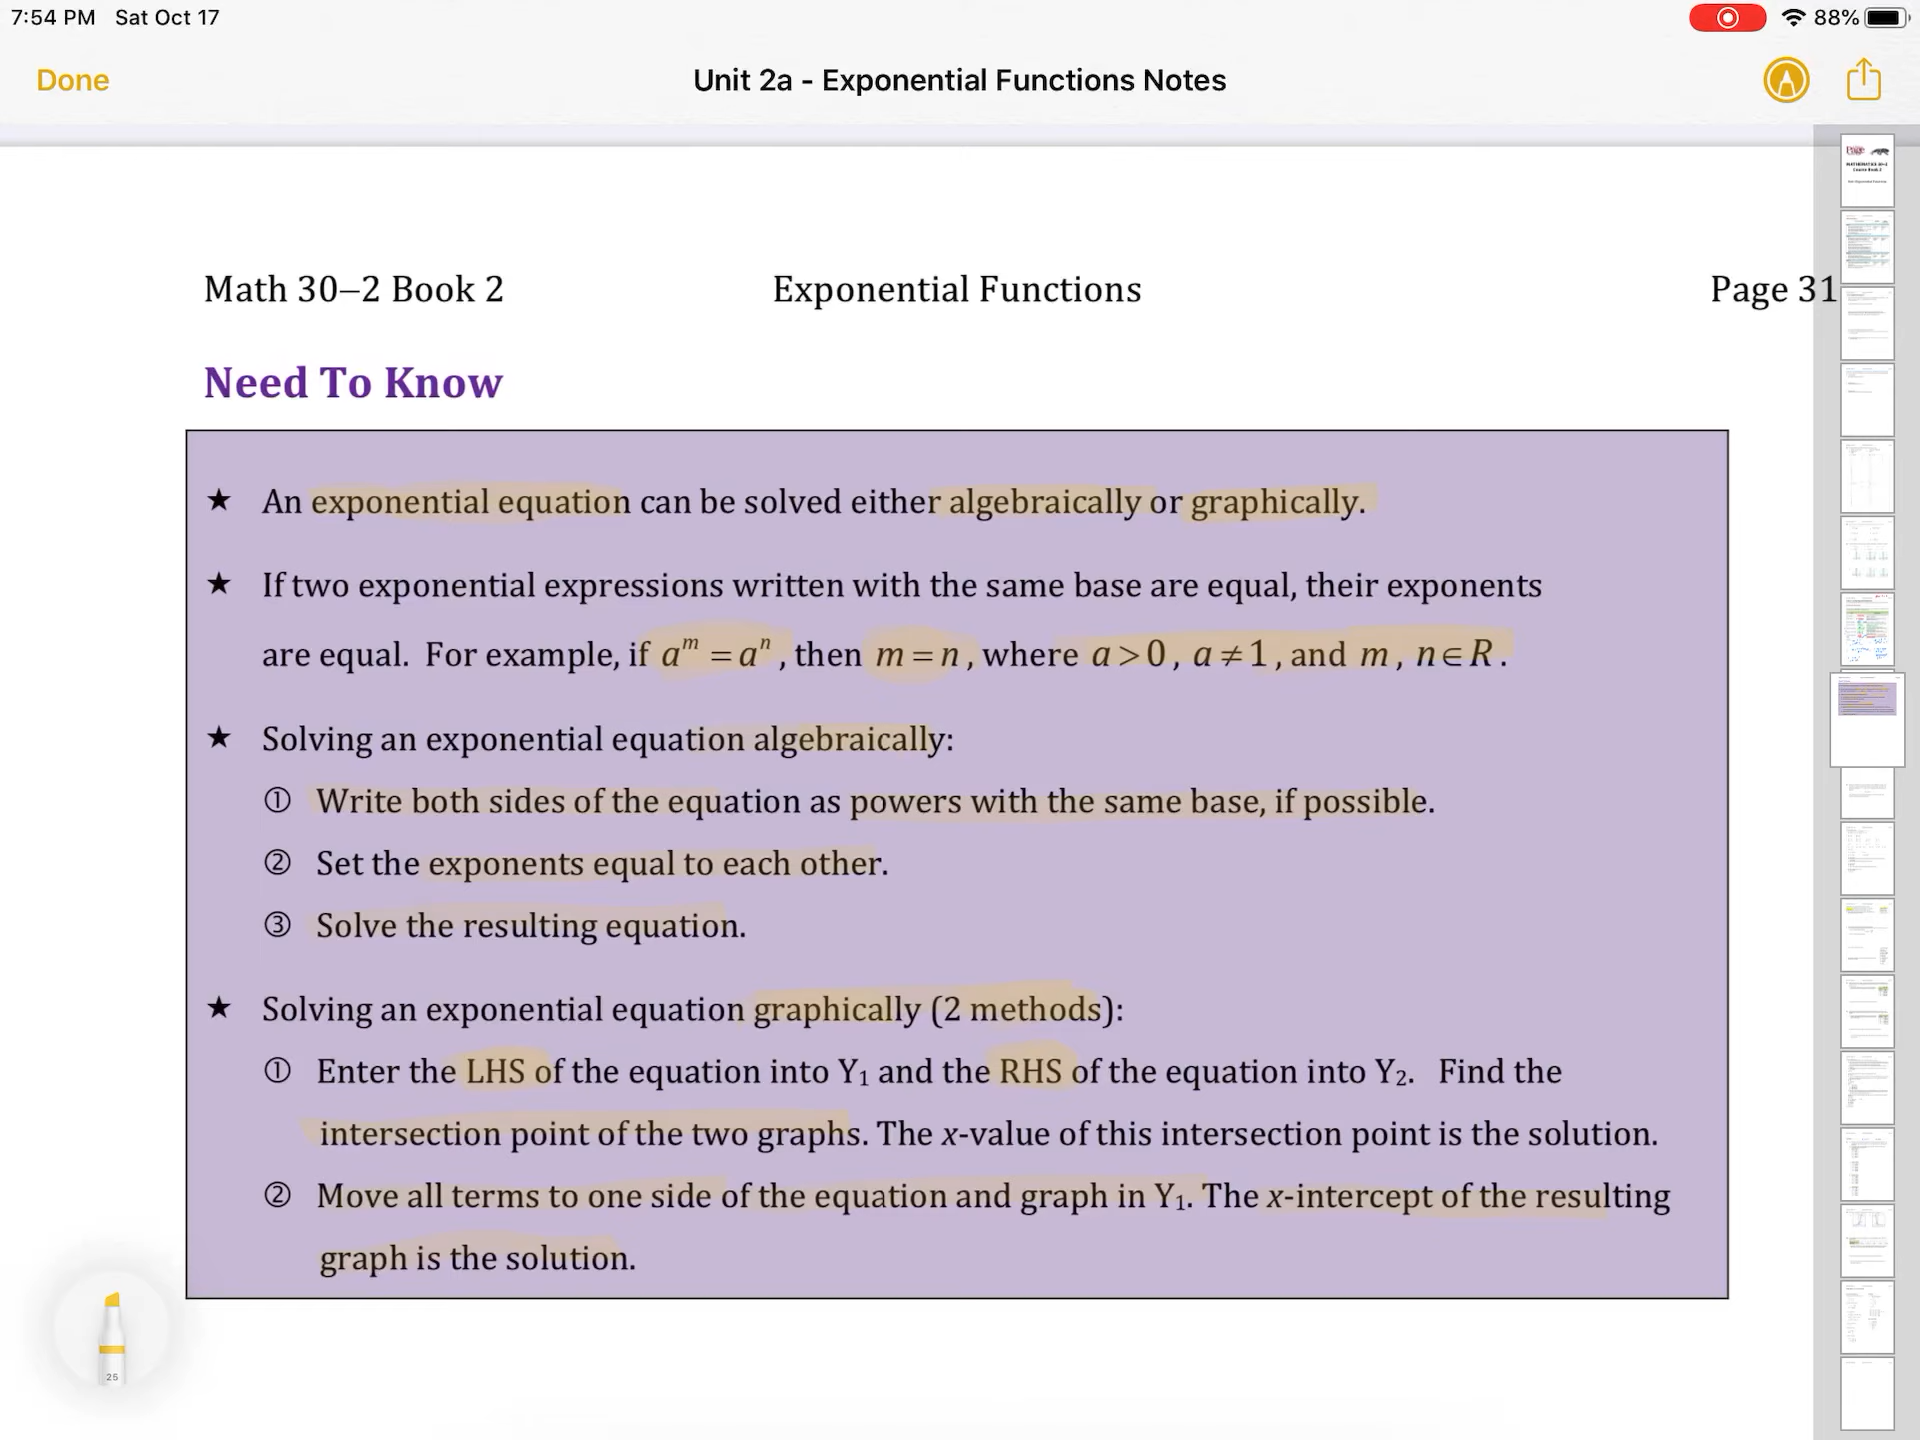 7:54 PM Sat Oct 17
88%
Done
Unit 2a - Exponential Functions Notes
Math 30–2 Book 2 Exponential Functions Page 31
Need To Know
★ An exponential equation can be solved either algebraically or graphically.
★ If two exponential expressions written with the same base are equal, their exponents
are equal. For example, if aᵐ = aⁿ, then m = n, where a > 0, a ≠ 1, and m, n ∈ R.
★ Solving an exponential equation algebraically:
① Write both sides of the equation as powers with the same base, if possible.
② Set the exponents equal to each other.
③ Solve the resulting equation.
★ Solving an exponential equation graphically (2 methods):
① Enter the LHS of the equation into Y₁ and the RHS of the equation into Y₂. Find the
intersection point of the two graphs. The x-value of this intersection point is the solution.
② Move all terms to one side of the equation and graph in Y₁. The x-intercept of the resulting
graph is the solution.
25